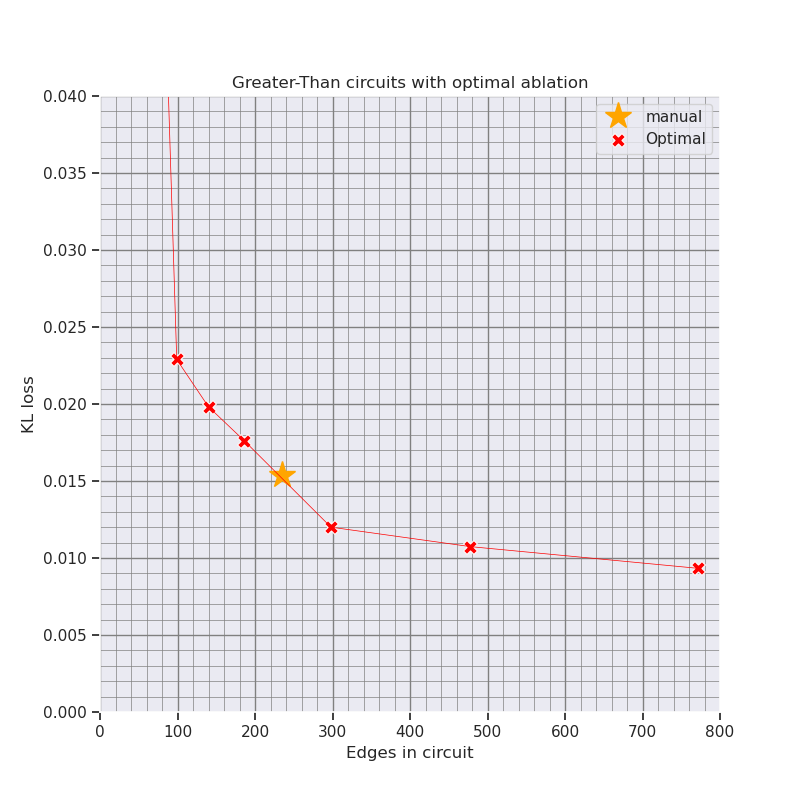 Greater-Than circuits with optimal ablation
manual
Optimal
0.040
0.035
0.030
0.025
0.020
0.015
0.010
0.005
0.000
KL loss
0 100 200 300 400 500 600 700 800
Edges in circuit